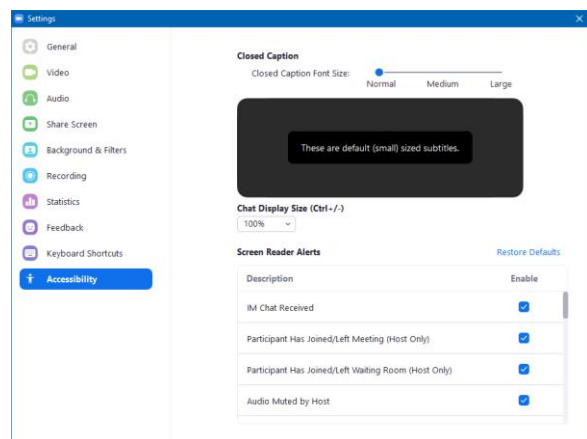 Settings
General
Video
Audio
Share Screen
Background & Filters
Recording
Statistics
Feedback
Keyboard Shortcuts
Accessibility
Closed Caption
Closed Caption Font Size:
Normal Medium Large
These are default (small) sized subtitles.
Chat Display Size (Ctrl+/-)
100%
Screen Reader Alerts Restore Defaults
Description Enable
IM Chat Received
Participant Has Joined/Left Meeting (Host Only)
Participant Has Joined/Left Waiting Room (Host Only)
Audio Muted by Host